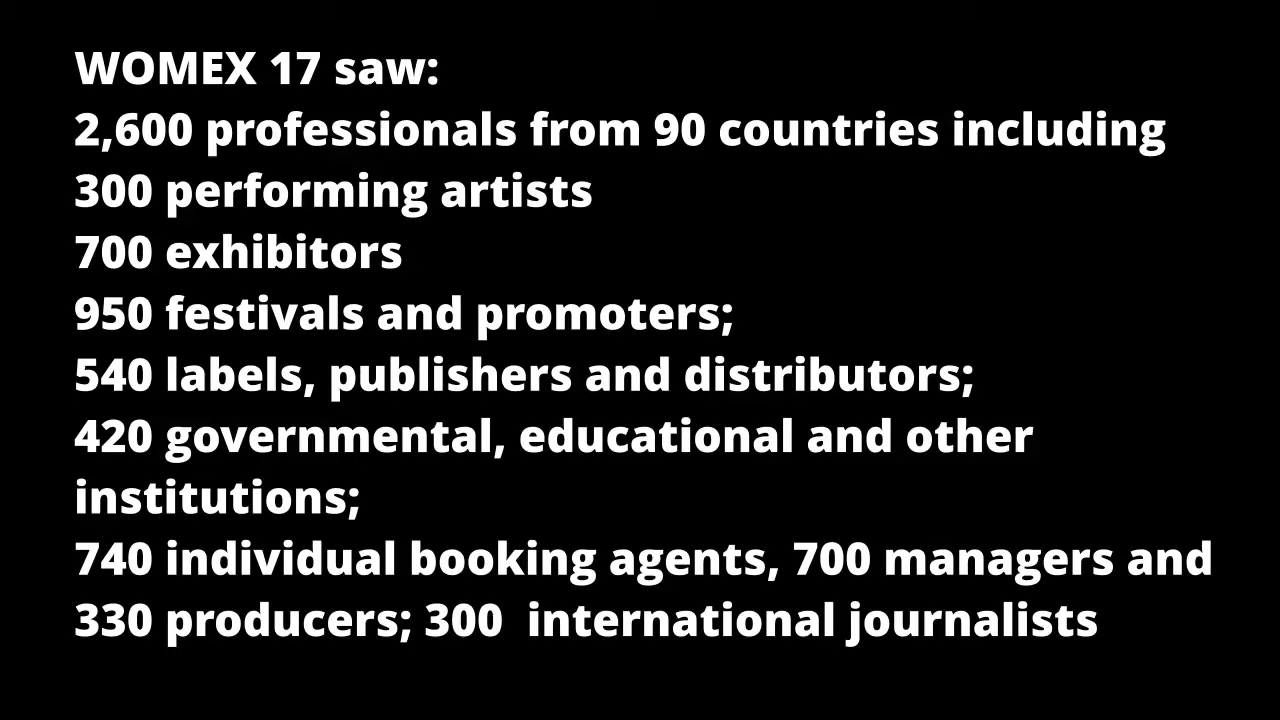 WOMEX 17 saw:
2,600 professionals from 90 countries including
300 performing artists
700 exhibitors
950 festivals and promoters;
540 labels, publishers and distributors;
420 governmental, educational and other
institutions;
740 individual booking agents, 700 managers and
330 producers; 300  international journalists